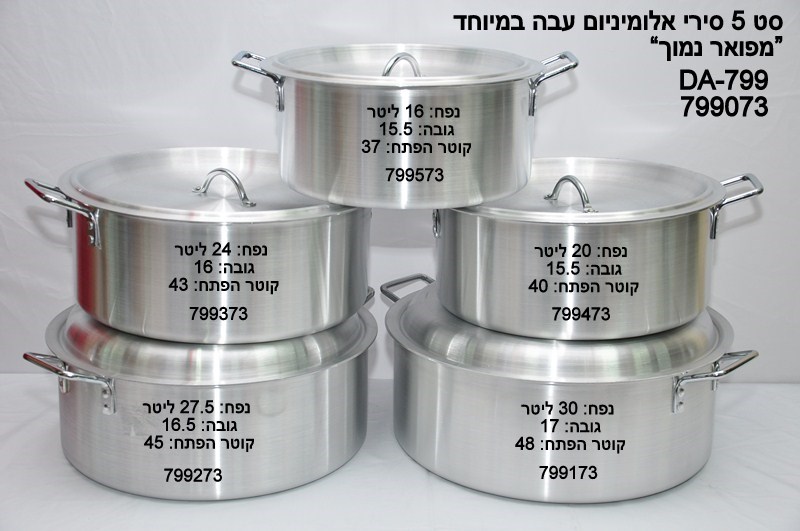 סט 5 סירי אלומיניום עבה במיוחד
"מפואר נמוך"
DA-799
799073
נפח: 16 ליטר
גובה: 15.5
קוטר הפתח: 37
799573
נפח: 24 ליטר
גובה: 16
קוטר הפתח: 43
799373
נפח: 20 ליטר
גובה: 15.5
קוטר הפתח: 40
799473
נפח: 27.5 ליטר
גובה: 16.5
קוטר הפתח: 45
799273
נפח: 30 ליטר
גובה: 17
קוטר הפתח: 48
799173